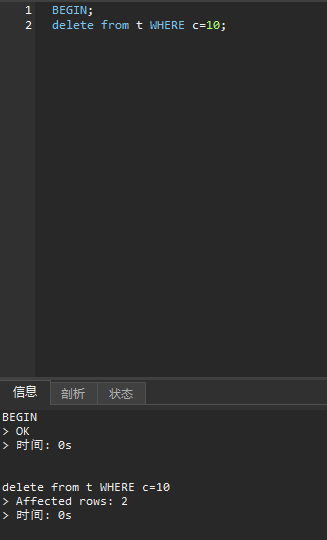 1 BEGIN;
2 delete from t WHERE c=10;
信息 剖析 状态
BEGIN
> OK
> 时间: 0s
delete from t WHERE c=10
> Affected rows: 2
> 时间: 0s